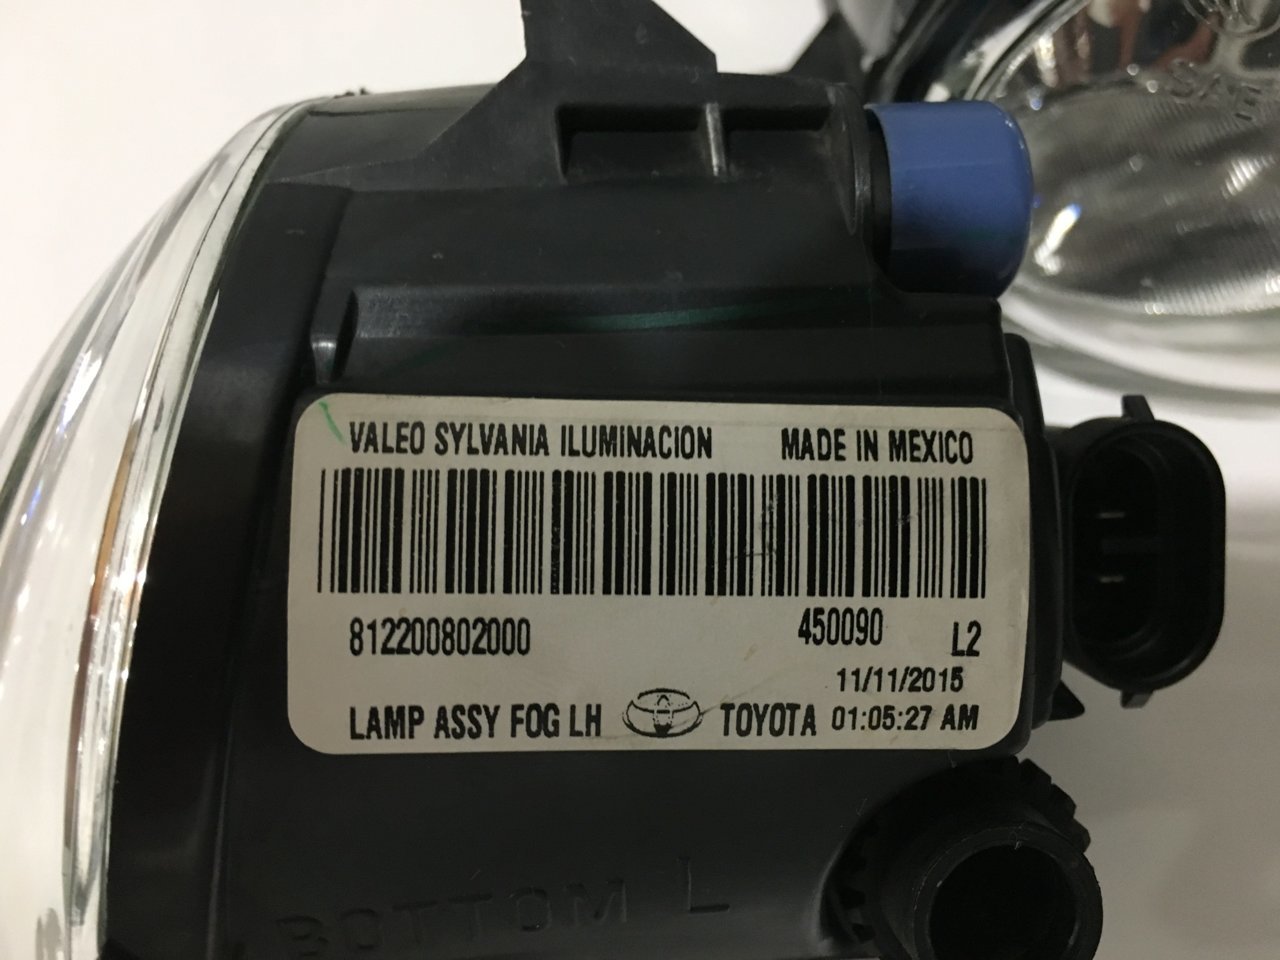 SAE
VALEO SYLVANIA ILUMINACION MADE IN MEXICO
812200802000 450090 L2
11/11/2015
LAMP ASSY FOG LH TOYOTA 01:05:27 AM
BOTTOM L